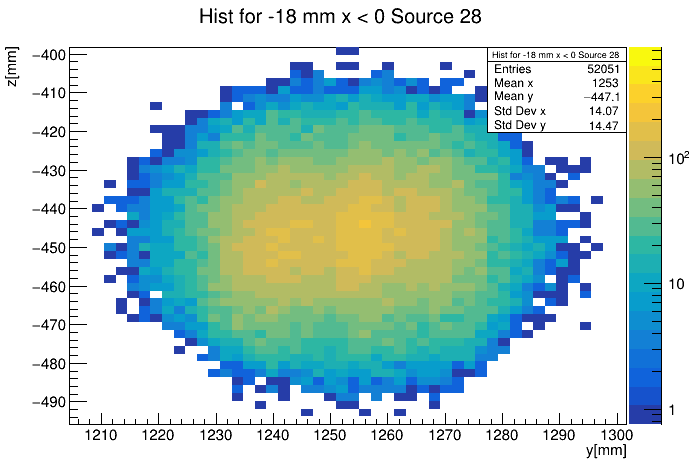 Hist for -18 mm x < 0 Source 28
z[mm]
−400
−410
−420
−430
−440
−450
−460
−470
−480
−490
Hist for -18 mm x < 0 Source 28
Entries 52051
Mean x 1253
Mean y −447.1
Std Dev x 14.07
Std Dev y 14.47
10²
10
1
1210 1220 1230 1240 1250 1260 1270 1280 1290 1300
y[mm]